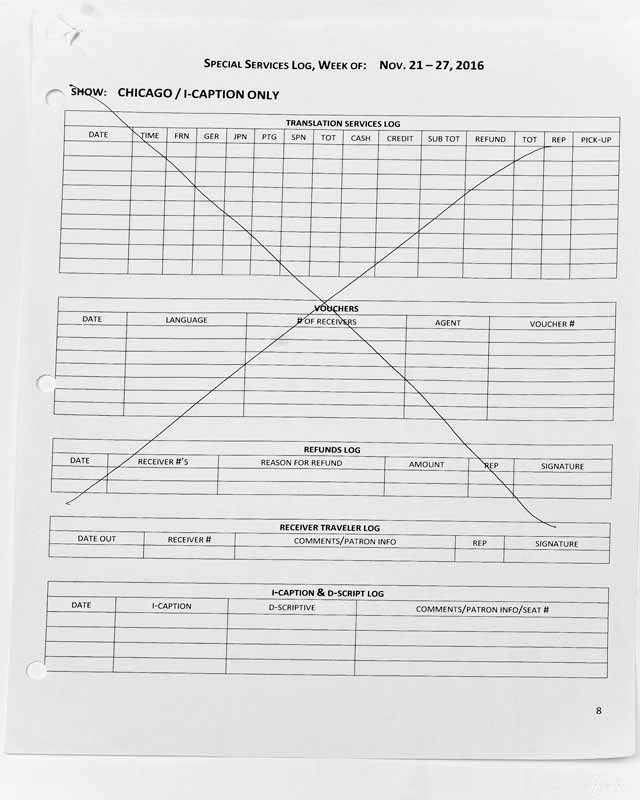 SPECIAL SERVICES LOG, WEEK OF: NOV. 21 – 27, 2016
SHOW: CHICAGO / I-CAPTION ONLY
TRANSLATION SERVICES LOG
DATE TIME FRN GER JPN PTG SPN TOT CASH CREDIT SUB TOT REFUND TOT REP PICK-UP
VOUCHERS
DATE LANGUAGE # OF RECEIVERS AGENT VOUCHER #
REFUNDS LOG
DATE RECEIVER #'S REASON FOR REFUND AMOUNT REP SIGNATURE
RECEIVER TRAVELER LOG
DATE OUT RECEIVER # COMMENTS/PATRON INFO REP SIGNATURE
I-CAPTION & D-SCRIPT LOG
DATE I-CAPTION D-SCRIPTIVE COMMENTS/PATRON INFO/SEAT #
8